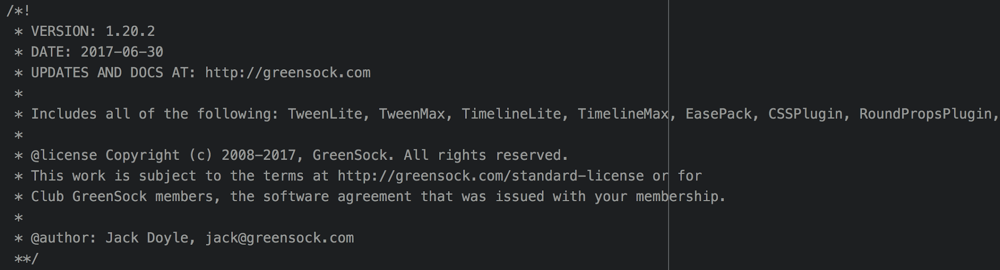 /*!
 * VERSION: 1.20.2
 * DATE: 2017-06-30
 * UPDATES AND DOCS AT: http://greensock.com
 *
 * Includes all of the following: TweenLite, TweenMax, TimelineLite, TimelineMax, EasePack, CSSPlugin, RoundPropsPlugin,
 *
 * @license Copyright (c) 2008-2017, GreenSock. All rights reserved.
 * This work is subject to the terms at http://greensock.com/standard-license or for
 * Club GreenSock members, the software agreement that was issued with your membership.
 *
 * @author: Jack Doyle, jack@greensock.com
 **/